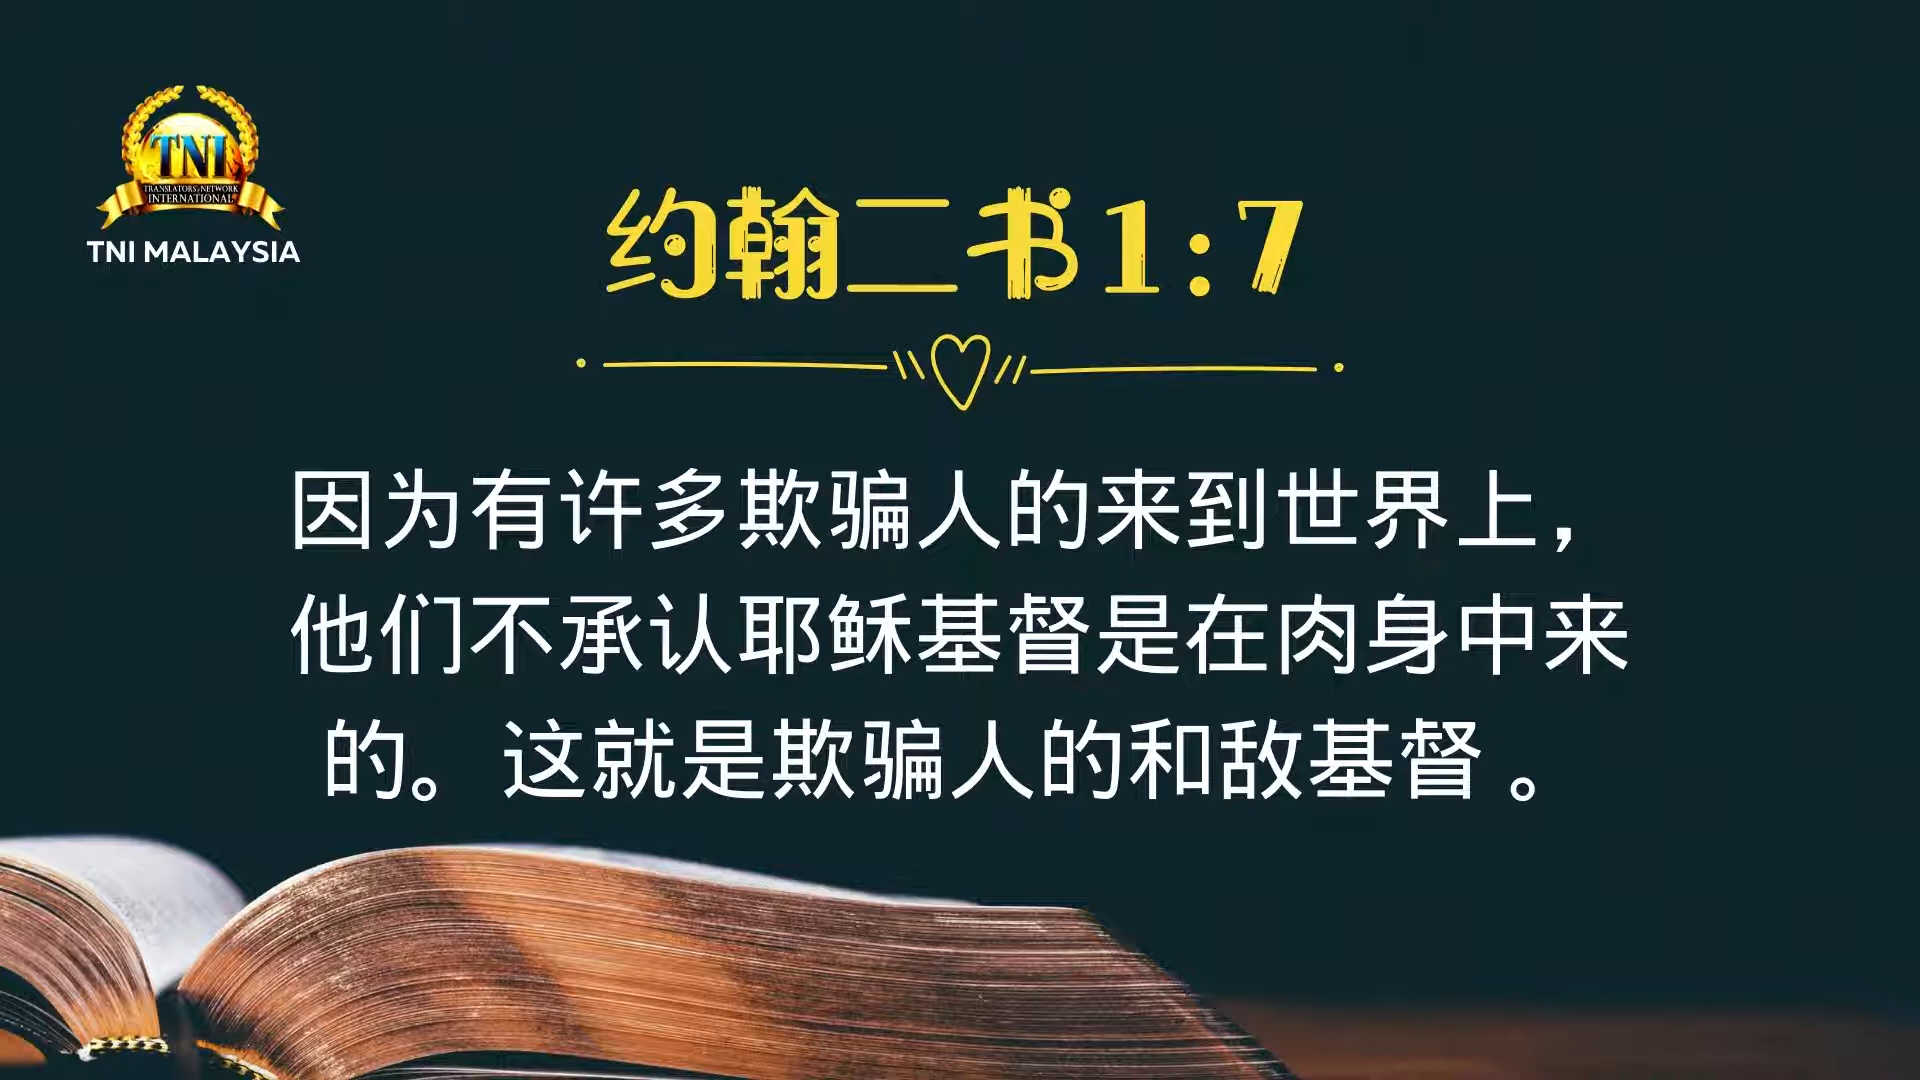 TNI
TRANSLATORS NETWORK
INTERNATIONAL
TNI MALAYSIA
约翰二书1:7
因为有许多欺骗人的来到世界上，
他们不承认耶稣基督是在肉身中来
的。 这就是欺骗人的和敌基督 。